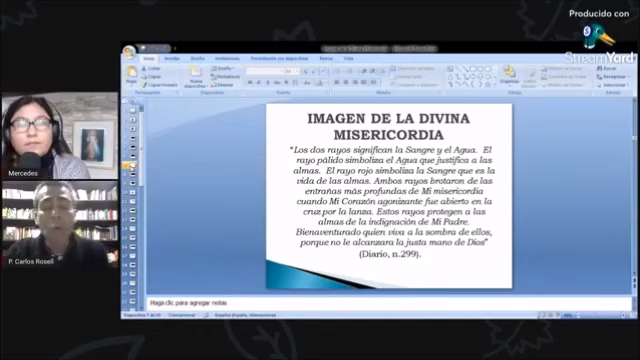 Producido con
StreamYard
IMAGEN DE LA DIVINA
MISERICORDIA
“Los dos rayos significan la Sangre y el Agua. El
rayo pálido simboliza el Agua que justifica a las
almas. El rayo rojo simboliza la Sangre que es la
vida de las almas. Ambos rayos brotaron de las
entrañas más profundas de Mi misericordia
cuando Mi Corazón agonizante fue abierto en la
cruz por la lanza. Estos rayos protegen a las
almas de la indignación de Mi Padre.
Bienaventurado quien viva a la sombra de ellos,
porque no le alcanzara la justa mano de Dios”
(Diario, n.299).
Mercedes
P. Carlos Rosell
Haga clic para agregar notas